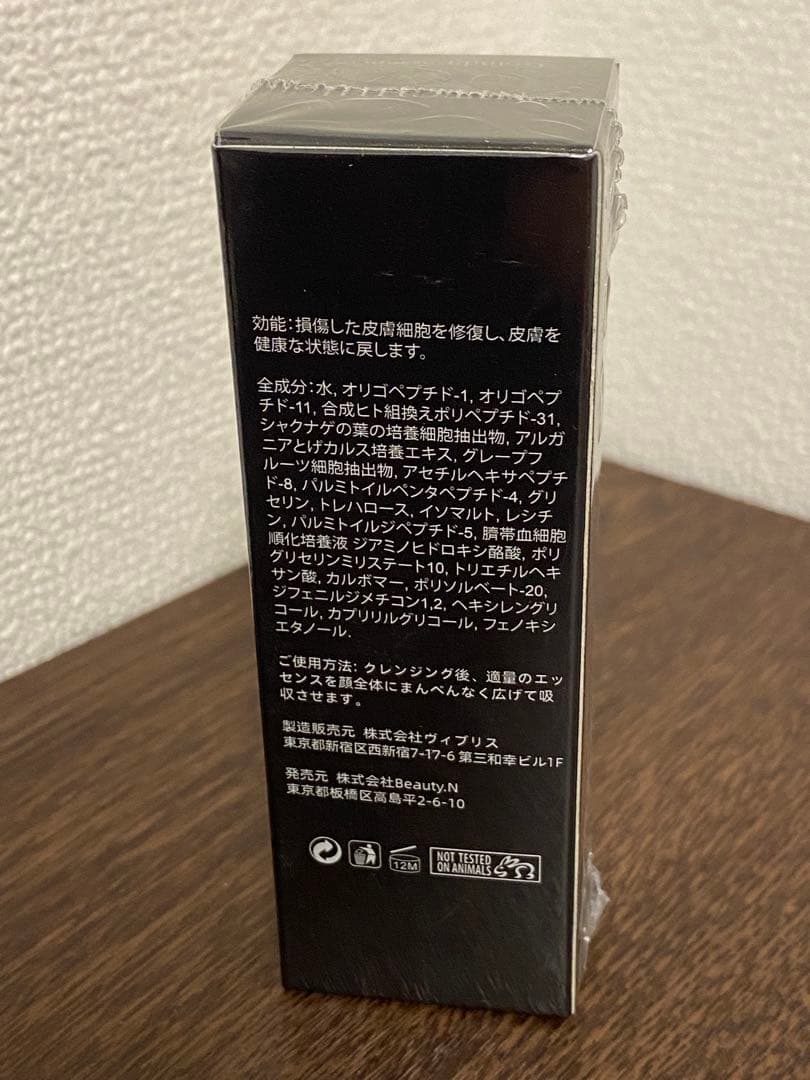 効能：損傷した皮膚細胞を修復し、皮膚を
健康な状態に戻します。
全成分：水, オリゴペプチド-1, オリゴペプ
チド-11, 合成ヒト組換えポリペプチド-31,
シャクナゲの葉の培養細胞抽出物, アルガ
ニアとげカルス培養エキス, グレープフ
ルーツ細胞抽出物, アセチルヘキサペプチ
ド-8, パルミトイルペンタペプチド-4, グリ
セリン, トレハロース, イソマルト, レシチ
ン, パルミトイルジペプチド-5, 臍帯血細胞
順化培養液 ジアミノヒドロキシ酪酸, ポリ
グリセリンミリステート10, トリエチルヘキ
サン酸, カルボマー, ポリソルベート-20,
ジフェニルジメチコン1,2, ヘキシレングリ
コール, カプリリルグリコール, フェノキシ
エタノール.
ご使用方法: クレンジング後、適量のエッ
センスを顔全体にまんべんなく広げて吸
収させます。
製造販売元 株式会社ヴィブリス
東京都新宿区西新宿7-17-6 第三和幸ビル1F
発売元 株式会社Beauty.N
東京都板橋区高島平2-6-10
12M
NOT TESTED
ON ANIMALS